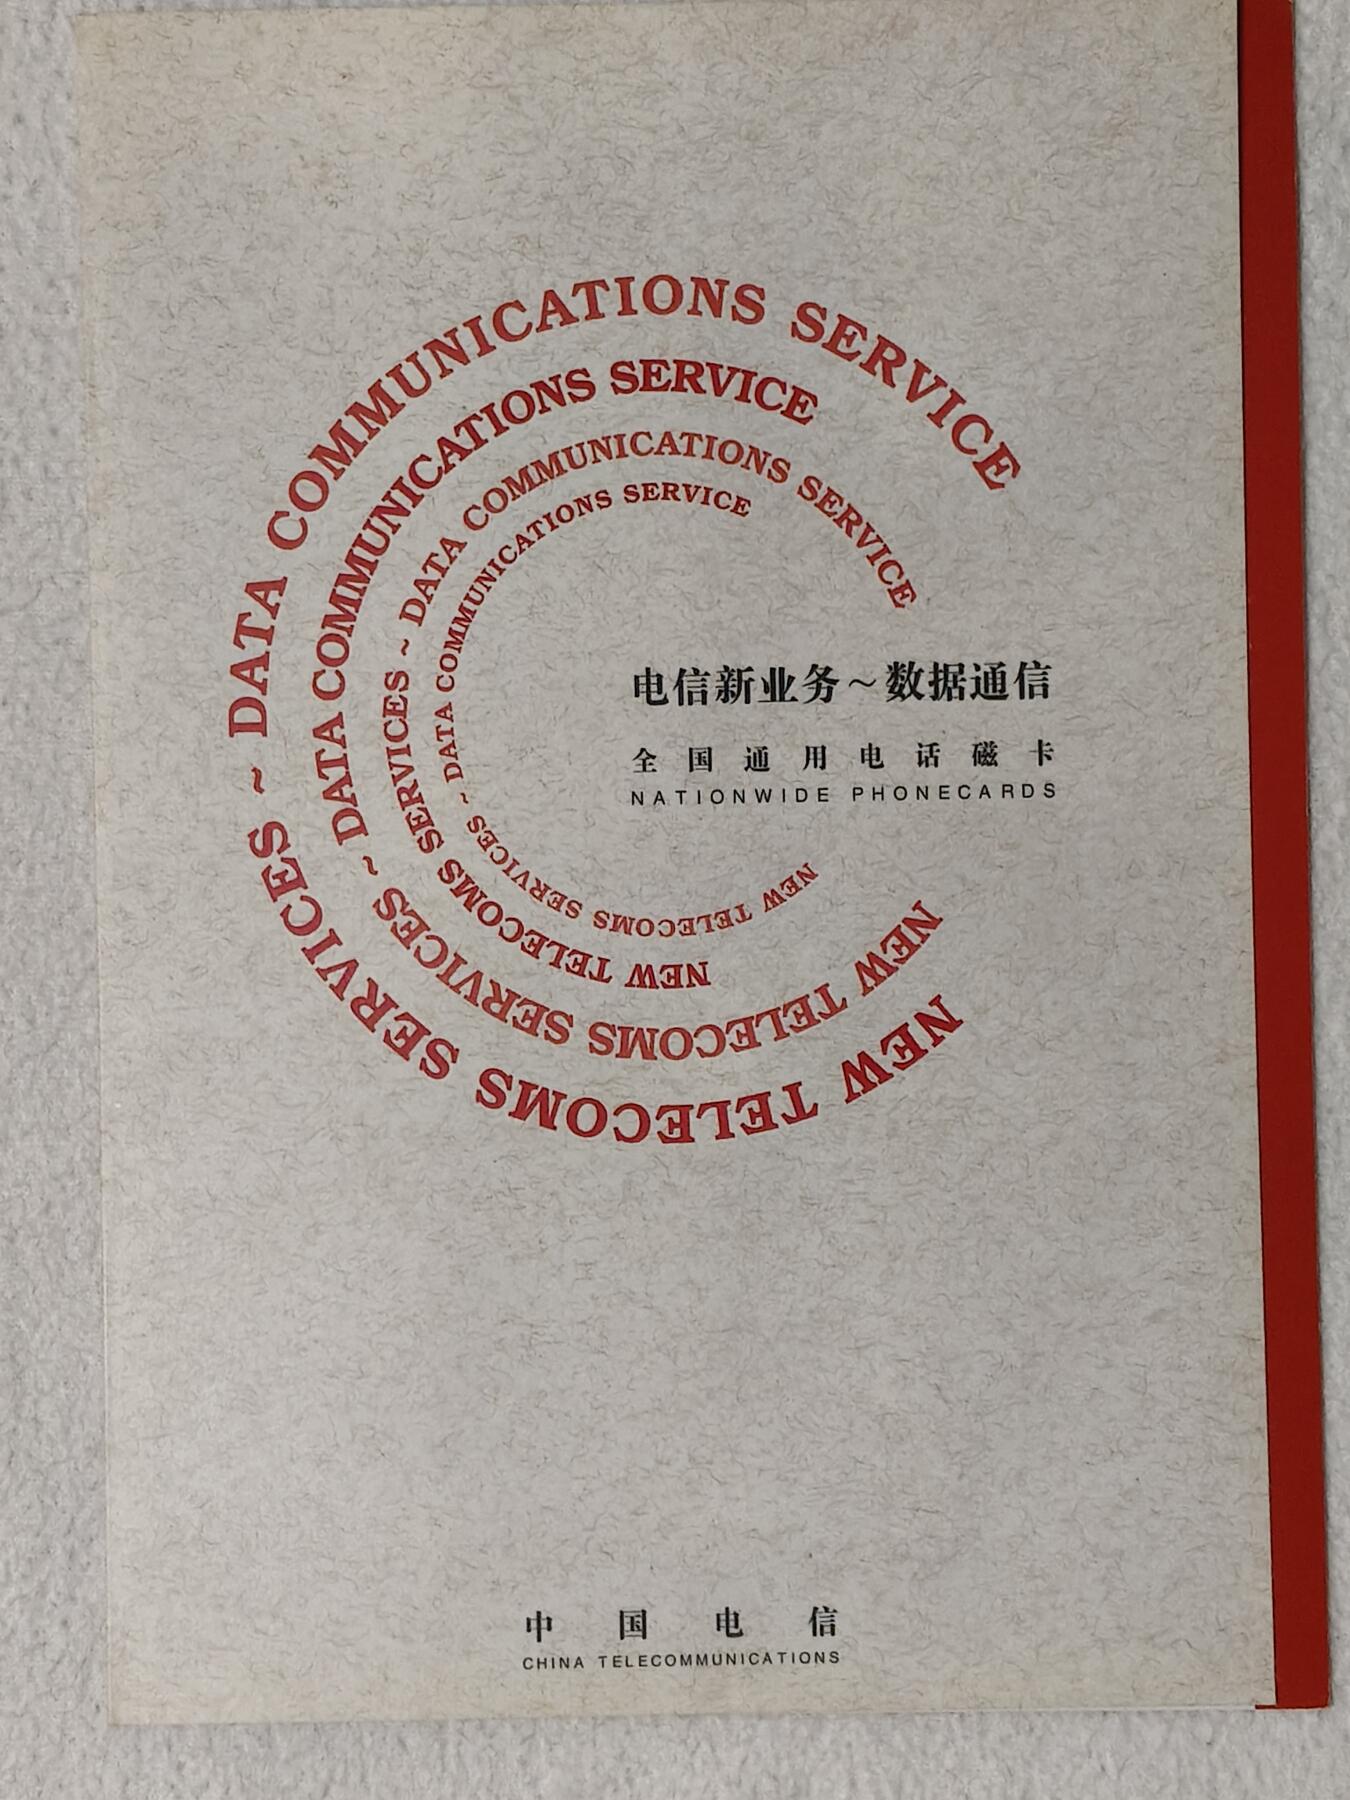 NEW TELECOMS SERVICES ~ DATA COMMUNICATIONS SERVICE
NEW TELECOMS SERVICES ~ DATA COMMUNICATIONS SERVICE
NEW TELECOMS SERVICES ~ DATA COMMUNICATIONS SERVICE
NEW TELECOMS SERVICES ~ DATA COMMUNICATIONS SERVICE
电信新业务～数据通信
全国通用电话磁卡
NATIONWIDE PHONECARDS
中国电信
CHINA TELECOMMUNICATIONS